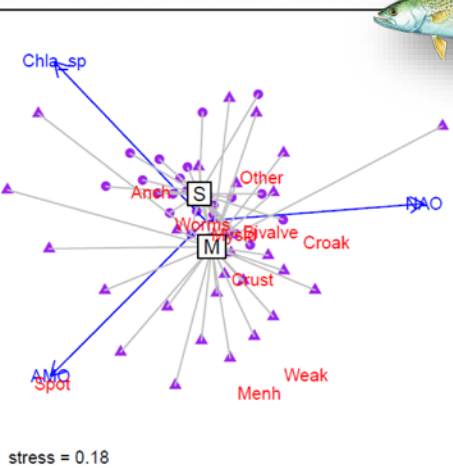 Chla_sp
Other
Anch
S
NAO
Worms
Mysid
Bivalve
M
Croak
Crust
AMO
Spot
Weak
Menh
stress = 0.18